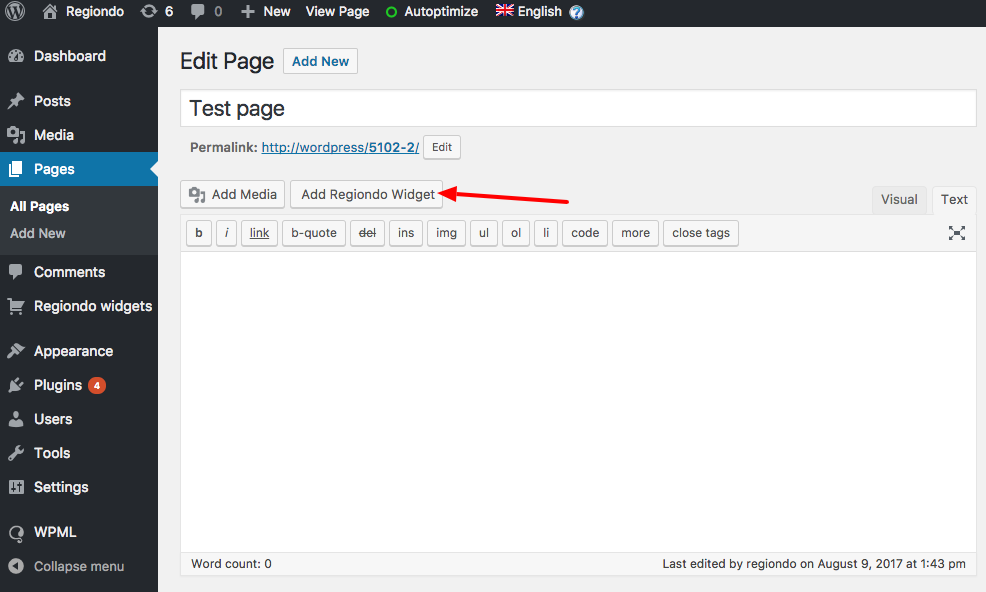 Regiondo 6 0 New View Page Autoptimize English ?
Dashboard
Posts
Media
Pages
All Pages
Add New
Comments
Regiondo widgets
Appearance
Plugins 4
Users
Tools
Settings
WPML
Collapse menu
Edit Page Add New
Test page
Permalink: http://wordpress/5102-2/ Edit
Add Media Add Regiondo Widget Visual Text
b i link b-quote del ins img ul ol li code more close tags
Word count: 0 Last edited by regiondo on August 9, 2017 at 1:43 pm